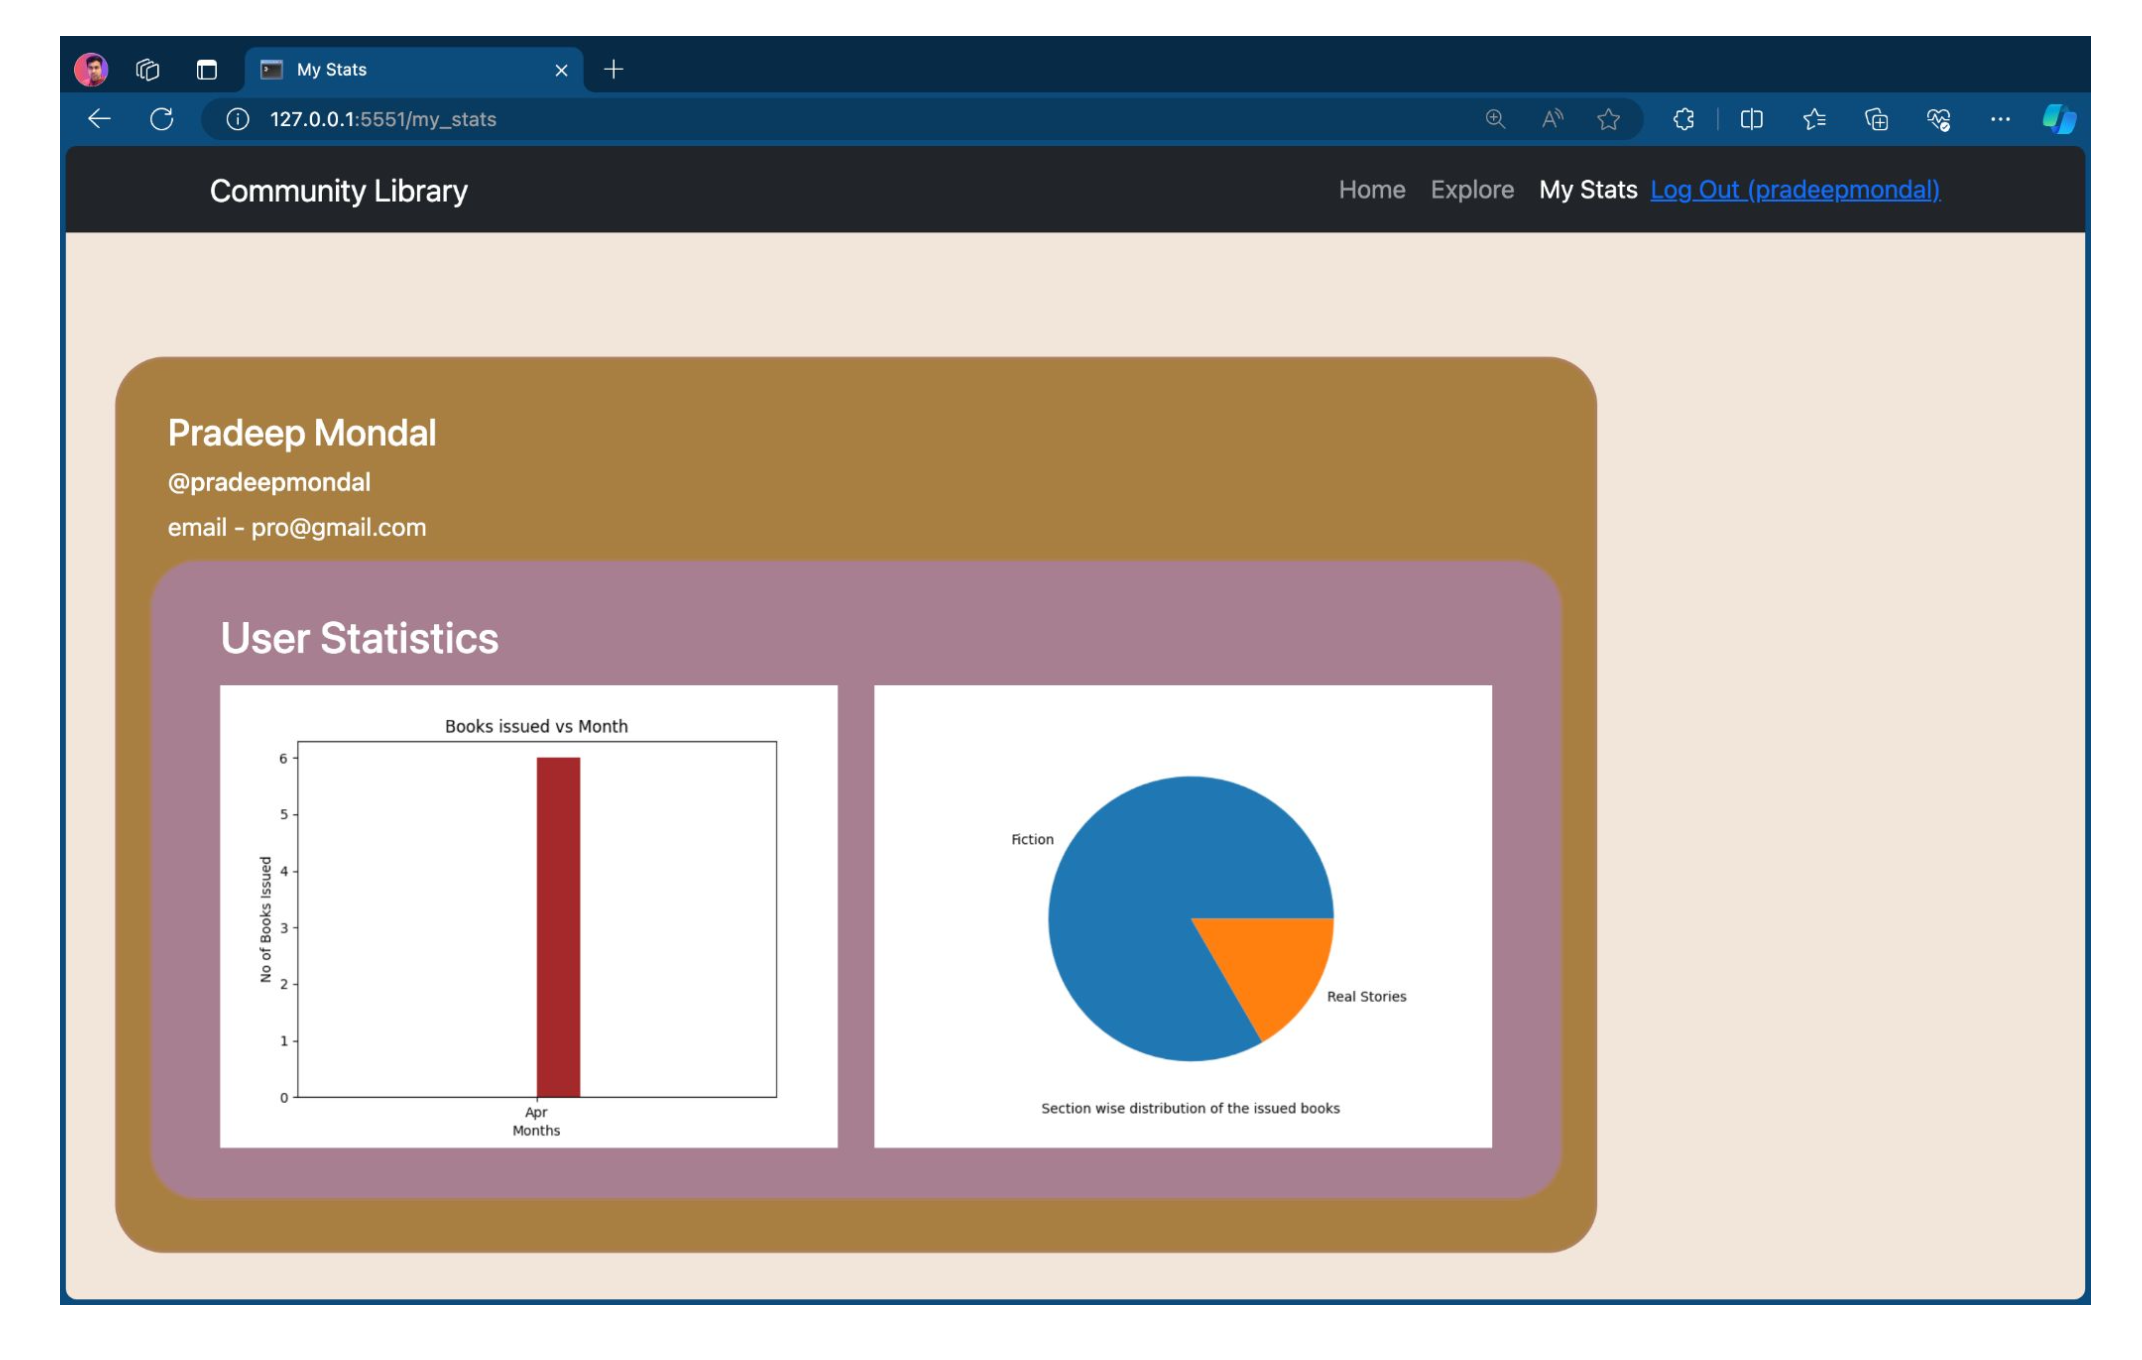 My Stats
127.0.0.1:5551/my_stats
Community Library
Home Explore My Stats Log Out (pradeepmondal)
Pradeep Mondal
@pradeepmondal
email - pro@gmail.com
User Statistics
Books issued vs Month
6
5
4
3
2
1
0
No of Books Issued
Apr
Months
Fiction
Real Stories
Section wise distribution of the issued books